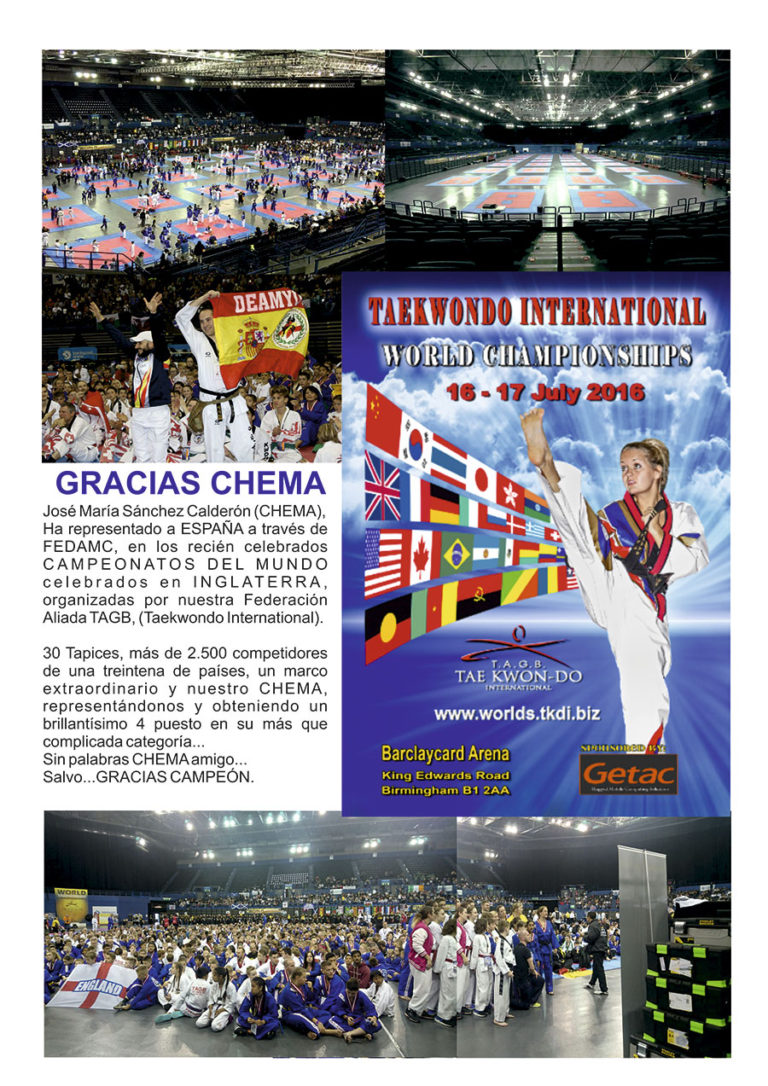 DEAMYD
TAEKWONDO INTERNATIONAL
WORLD CHAMPIONSHIPS
16 - 17 July 2016
GRACIAS CHEMA
José María Sánchez Calderón (CHEMA),
Ha representado a ESPAÑA a través de
FEDAMC, en los recién celebrados
CAMPEONATOS DEL MUNDO
celebrados en INGLATERRA,
organizadas por nuestra Federación
Aliada TAGB, (Taekwondo International).
30 Tapices, más de 2.500 competidores
de una treintena de países, un marco
extraordinario y nuestro CHEMA,
representándonos y obteniendo un
brillantísimo 4 puesto en su más que
complicada categoría...
Sin palabras CHEMA amigo...
Salvo...GRACIAS CAMPEÓN.
T.A.G.B.
TAE KWON-DO
INTERNATIONAL
www.worlds.tkdi.biz
Barclaycard Arena
King Edwards Road
Birmingham B1 2AA
SPONSORED BY:
Getac
Rugged Mobile Computing Solutions
WORLD
ENGLAND